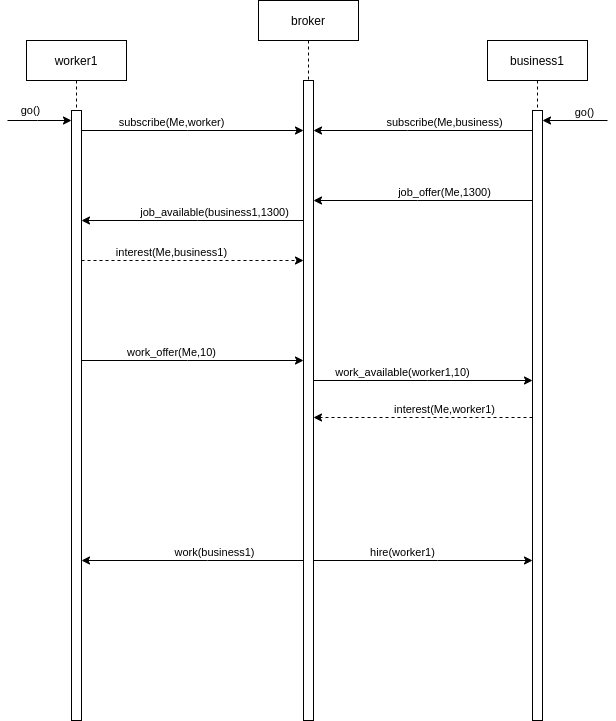 broker
worker1
business1
go()
go()
subscribe(Me,worker)
subscribe(Me,business)
job_offer(Me,1300)
job_available(business1,1300)
interest(Me,business1)
work_offer(Me,10)
work_available(worker1,10)
interest(Me,worker1)
work(business1)
hire(worker1)